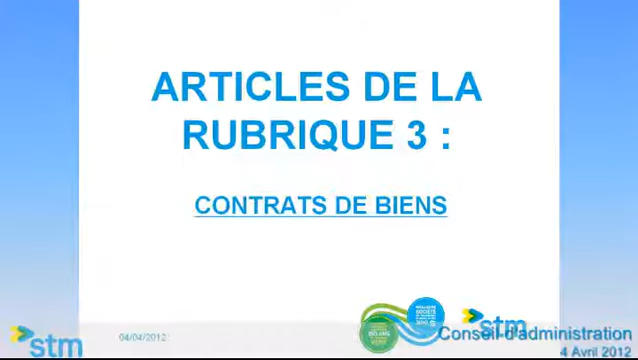 ARTICLES DE LA
RUBRIQUE 3 :
CONTRATS DE BIENS
04/04/2012
stm
stm
Conseil d'administration
4 Avril 2012